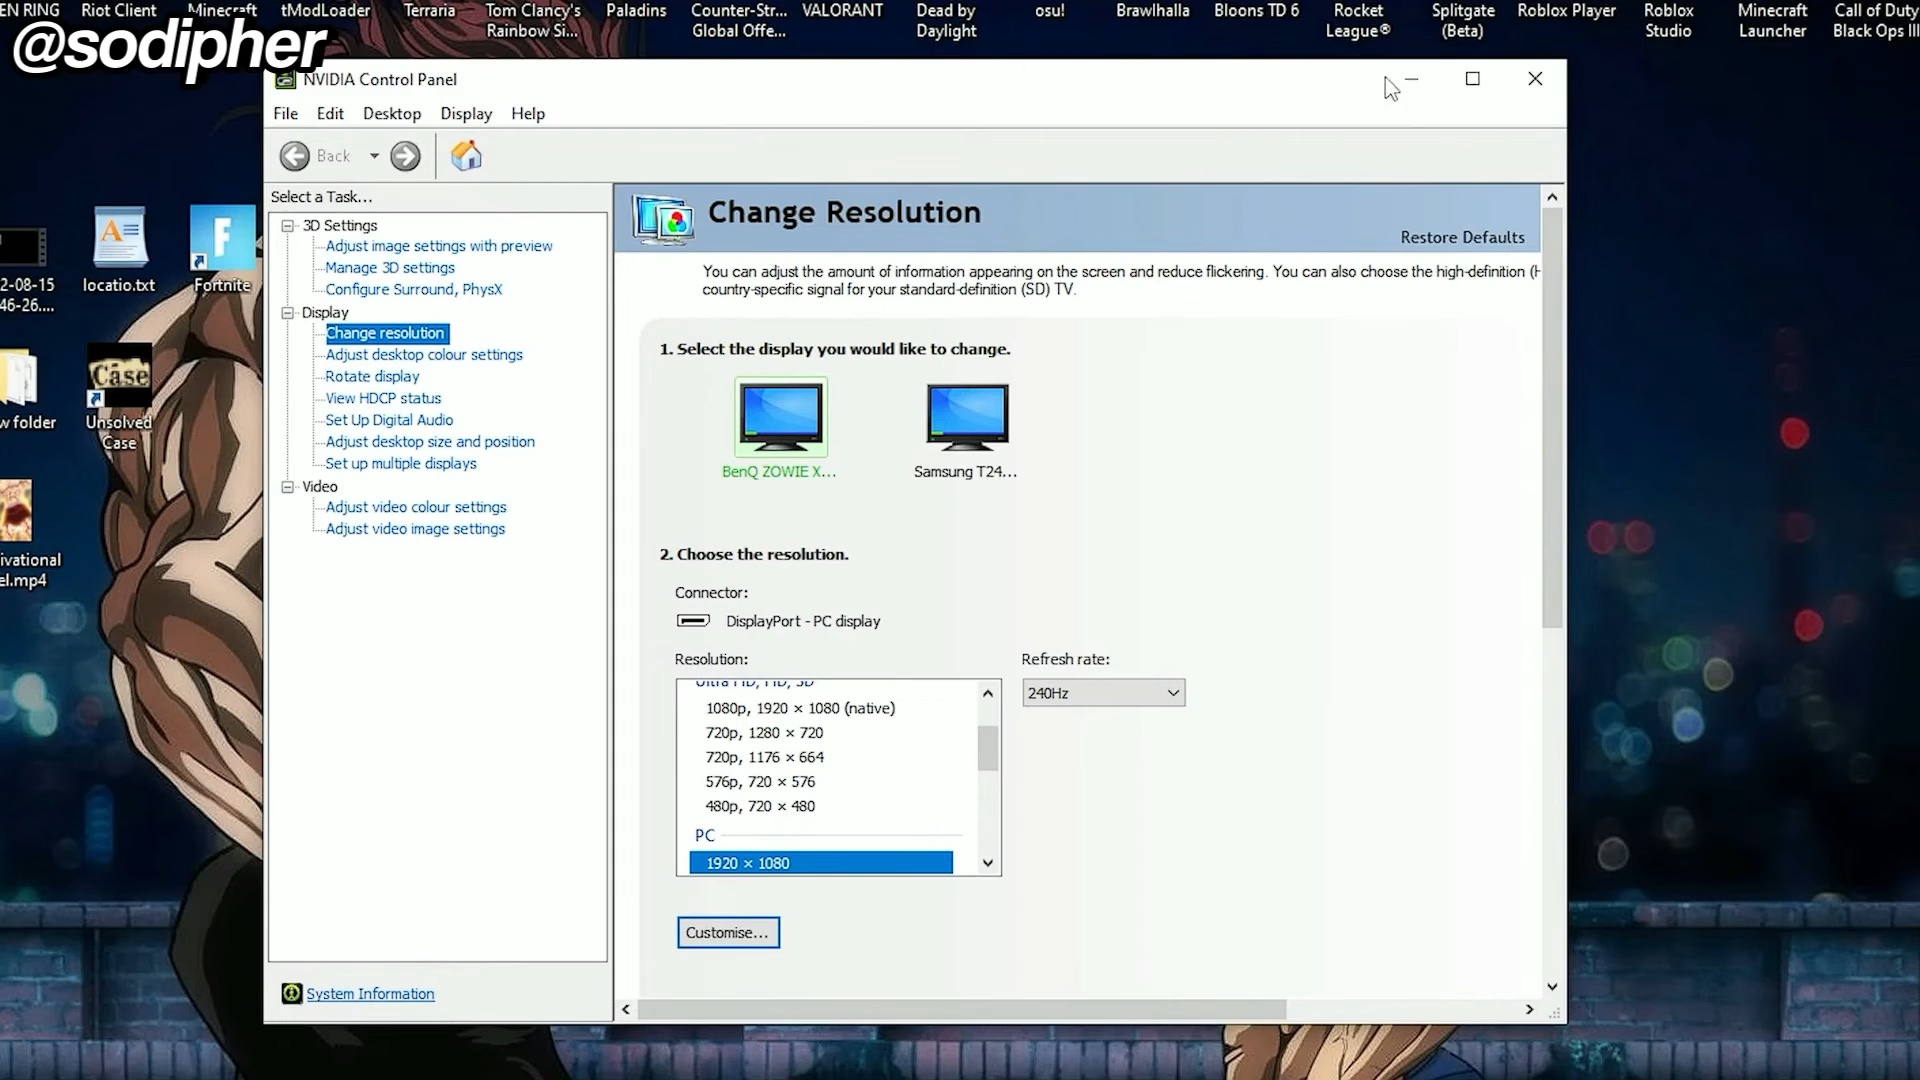 EN RING
Riot Client
Minecraft
tModLoader
Terraria
Tom Clancy's
Rainbow Si...
Paladins
Counter-Str...
Global Offe...
VALORANT
Dead by
Daylight
osu!
Brawlhalla
Bloons TD 6
Rocket
League®
Splitgate
(Beta)
Roblox Player
Roblox
Studio
Minecraft
Launcher
Call of Duty
Black Ops III
@sodipher
2-08-15
46-26....
locatio.txt
Fortnite
w folder
Case
Unsolved
Case
ivational
el.mp4
NVIDIA Control Panel
File
Edit
Desktop
Display
Help
Back
Select a Task...
3D Settings
Adjust image settings with preview
Manage 3D settings
Configure Surround, PhysX
Display
Change resolution
Adjust desktop colour settings
Rotate display
View HDCP status
Set Up Digital Audio
Adjust desktop size and position
Set up multiple displays
Video
Adjust video colour settings
Adjust video image settings
System Information
Change Resolution
Restore Defaults
You can adjust the amount of information appearing on the screen and reduce flickering. You can also choose the high-definition (H
country-specific signal for your standard-definition (SD) TV.
1. Select the display you would like to change.
BenQ ZOWIE X...
Samsung T24...
2. Choose the resolution.
Connector:
DisplayPort - PC display
Resolution:
Refresh rate:
240Hz
Ultra HD, HD, SD
1080p, 1920 × 1080 (native)
720p, 1280 × 720
720p, 1176 × 664
576p, 720 × 576
480p, 720 × 480
PC
1920 × 1080
Customise...